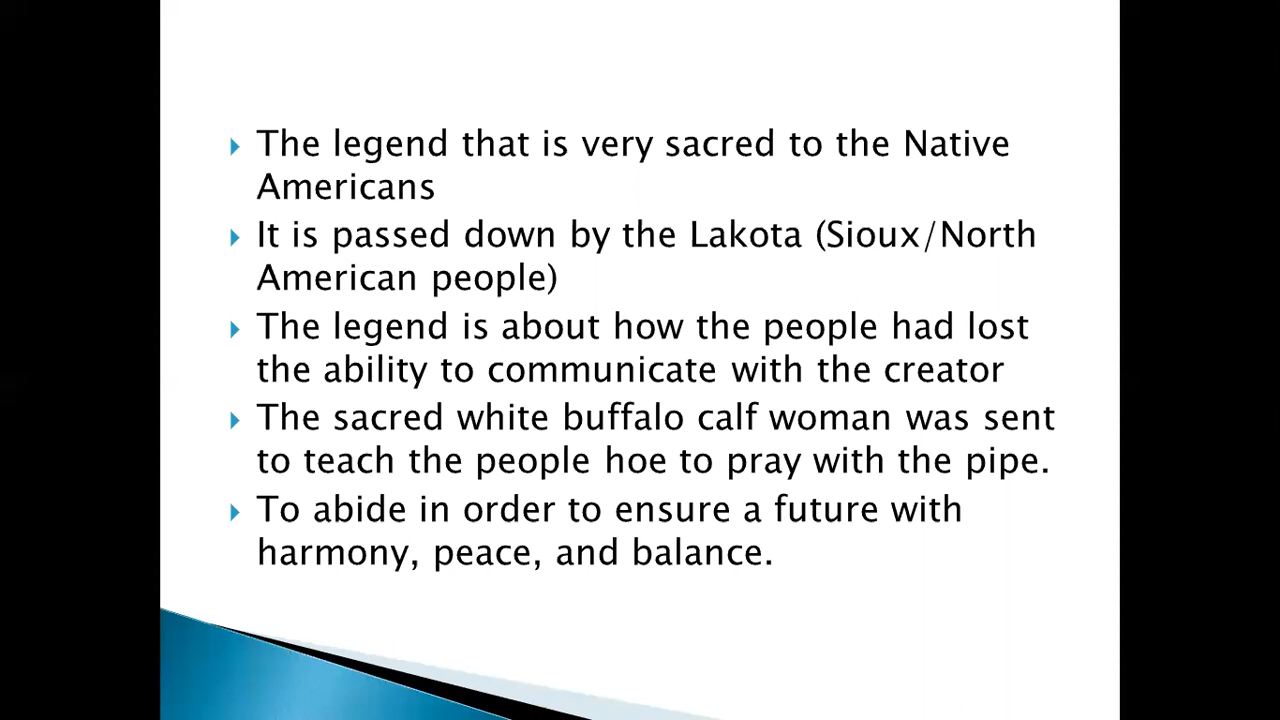 The legend that is very sacred to the Native
Americans
It is passed down by the Lakota (Sioux/North
American people)
The legend is about how the people had lost
the ability to communicate with the creator
The sacred white buffalo calf woman was sent
to teach the people hoe to pray with the pipe.
To abide in order to ensure a future with
harmony, peace, and balance.